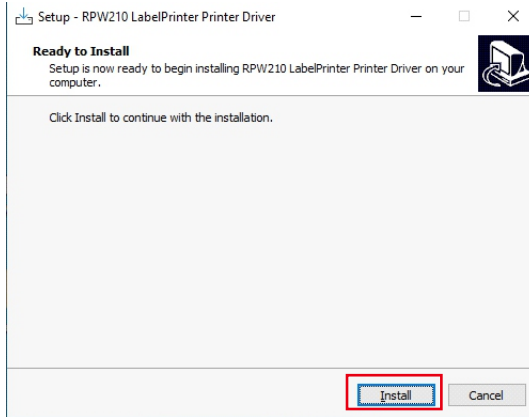 Setup - RPW210 LabelPrinter Printer Driver
Ready to Install
Setup is now ready to begin installing RPW210 LabelPrinter Printer Driver on your
computer.
Click Install to continue with the installation.
Install
Cancel